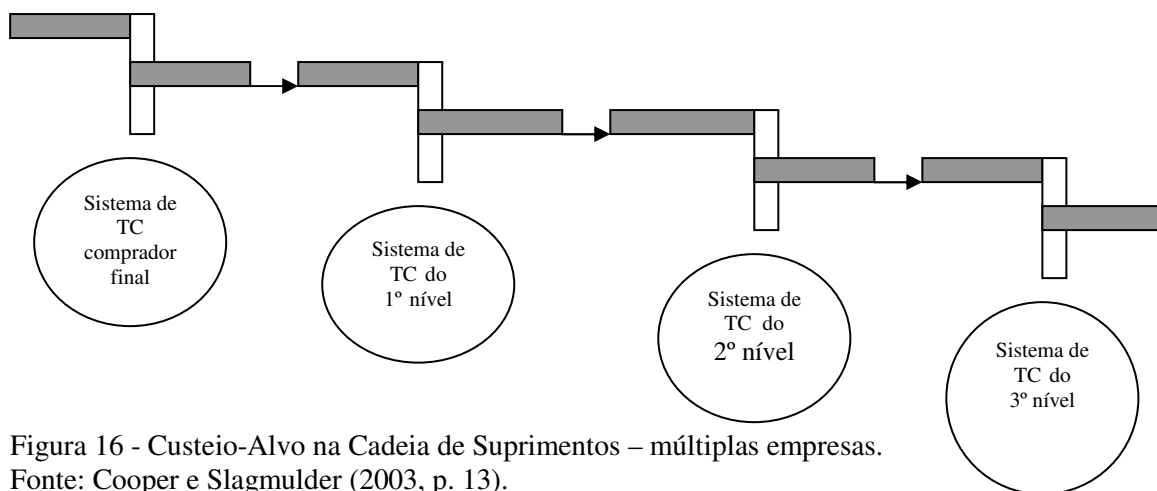 Sistema de
TC
comprador
final
Sistema de
TC do
1º nível
Sistema de
TC do
2º nível
Sistema de
TC do
3º nível
Figura 16 - Custeio-Alvo na Cadeia de Suprimentos – múltiplas empresas.
Fonte: Cooper e Slagmulder (2003, p. 13).